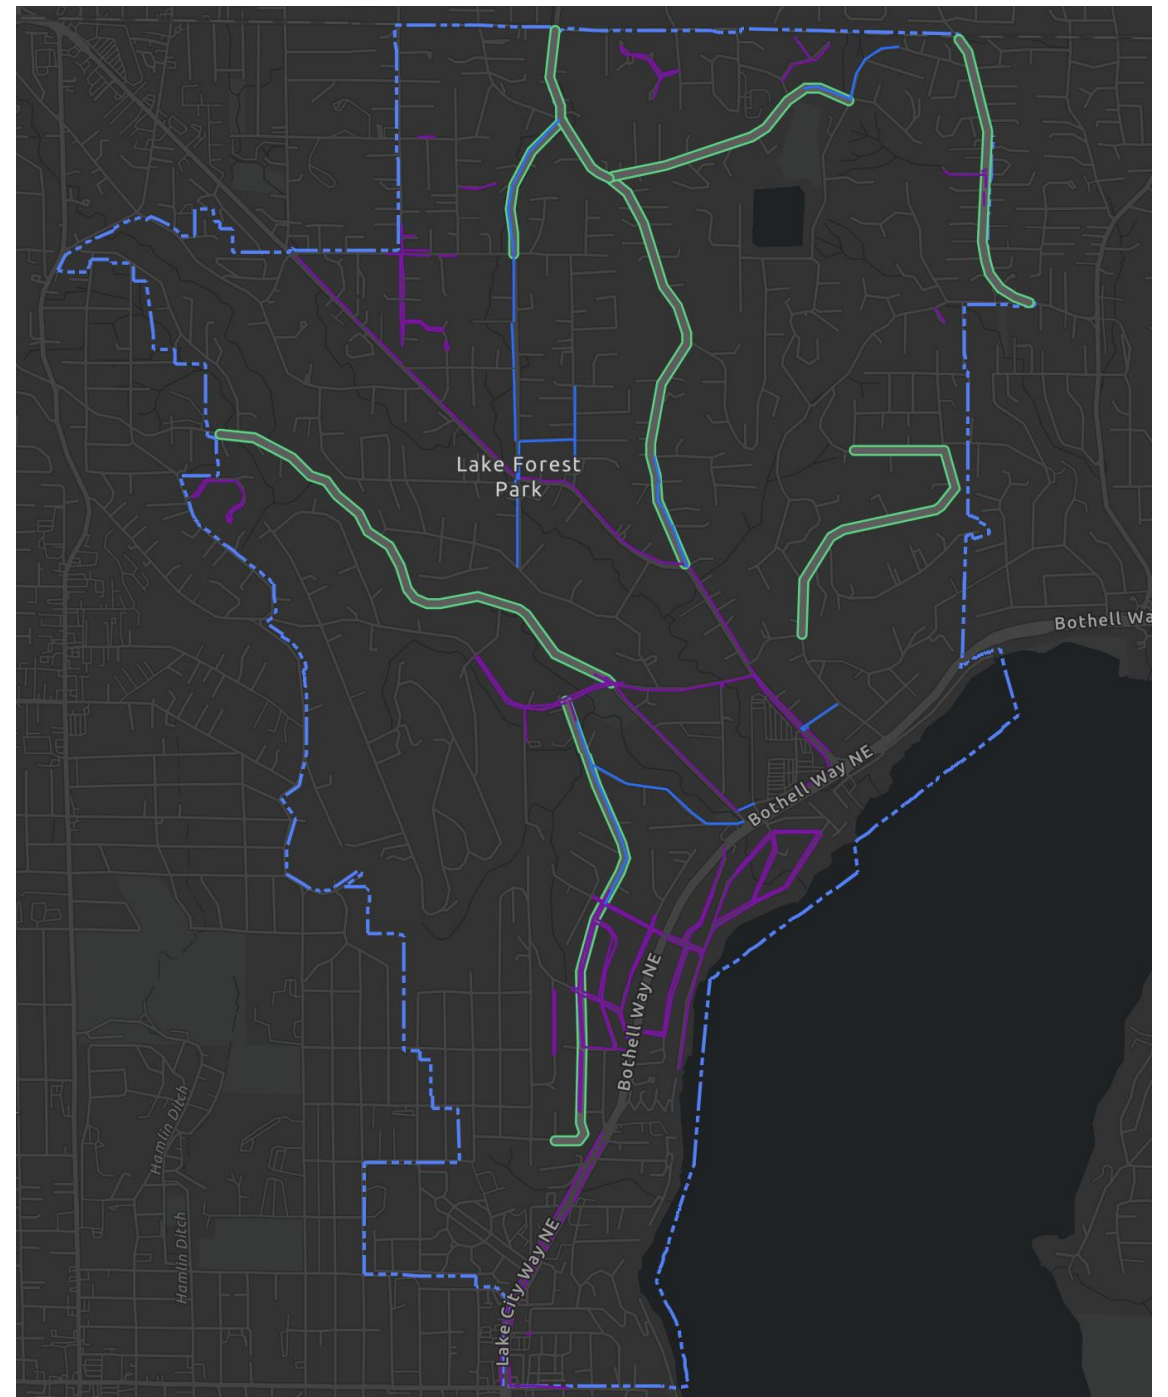 Lake Forest
Park
Bothell Wa
Bothell Way NE
Bothell Way NE
Hamlin Ditch
Hamlin Ditch
Lake City Way NE